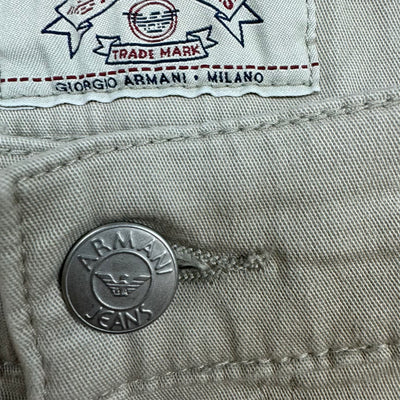 TRADE MARK
GIORGIO ARMANI · MILANO
ARMANI
JEANS